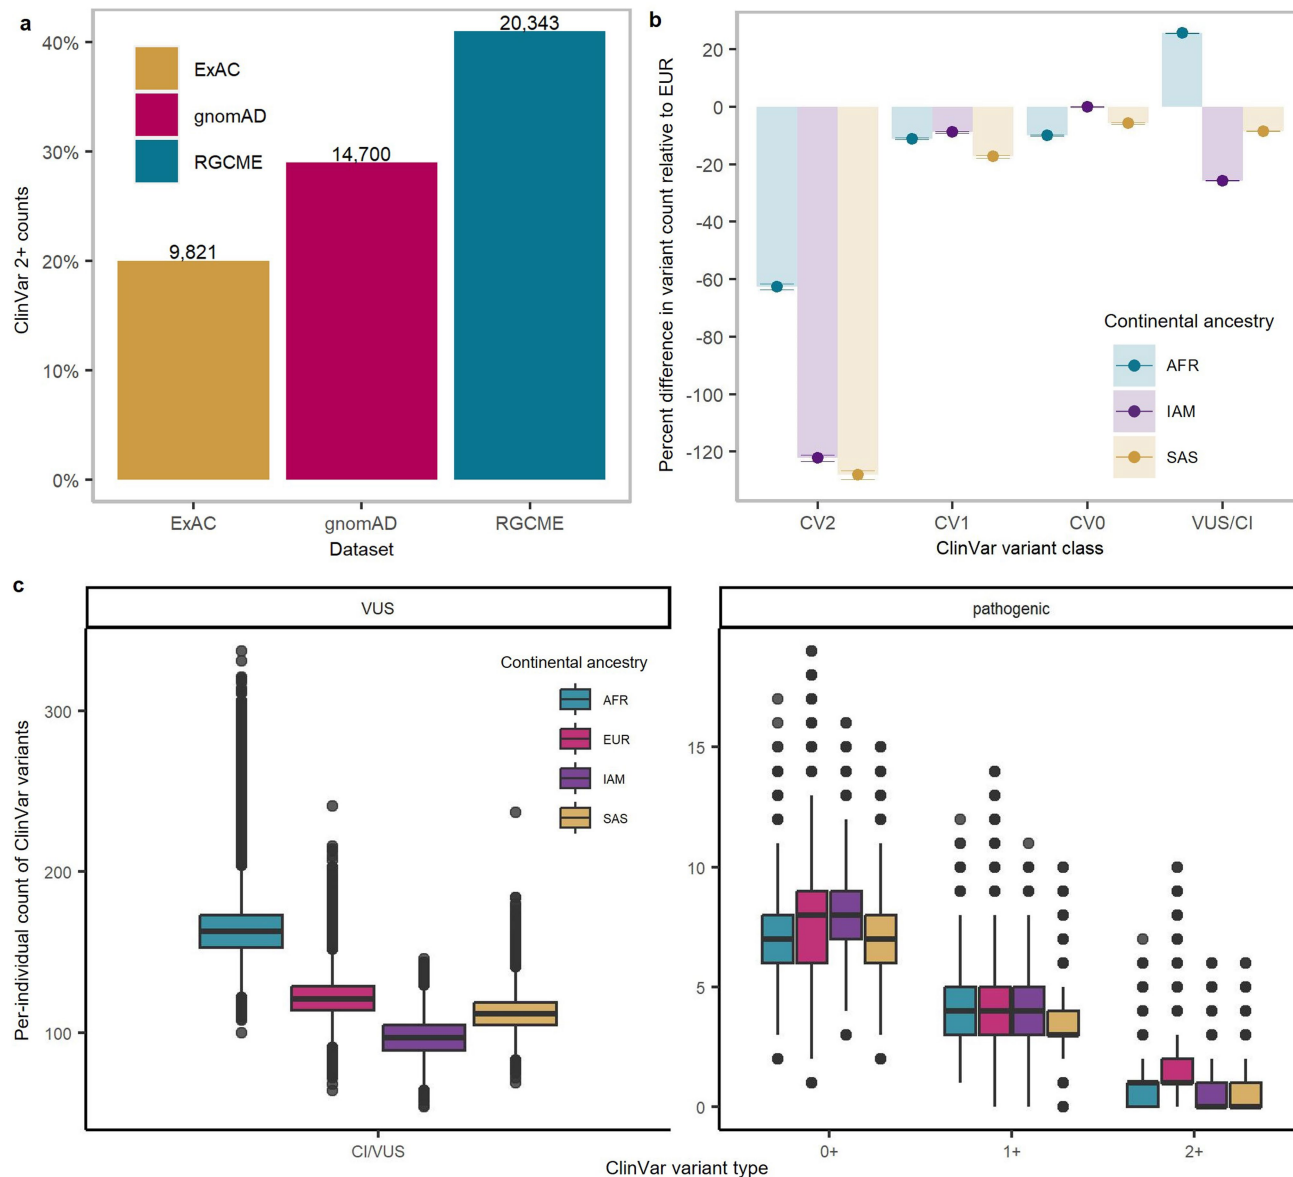 a
ClinVar 2+ counts
40%
30%
20%
10%
0%
ExAC
gnomAD
RGCME
9,821
14,700
20,343
ExAC
gnomAD
RGCME
Dataset
b
Percent difference in variant count relative to EUR
20
0
-20
-40
-60
-80
-100
-120
Continental ancestry
AFR
IAM
SAS
CV2
CV1
CV0
VUS/CI
ClinVar variant class
c
VUS
pathogenic
Per-individual count of ClinVar variants
300
200
100
Continental ancestry
AFR
EUR
IAM
SAS
CI/VUS
15
10
5
0
0+
1+
2+
ClinVar variant type